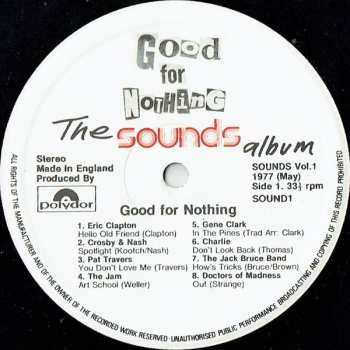 Good
for
NOTHING
The sounds album
Stereo
Made In England
Produced By
polydor
SOUNDS Vol.1
1977 (May)
Side 1. 33⅓ rpm
SOUND1
Good for Nothing
1. Eric Clapton
Hello Old Friend (Clapton)
2. Crosby & Nash
Spotlight (Kootch/Nash)
3. Pat Travers
You Don't Love Me (Travers)
4. The Jam
Art School (Weller)
5. Gene Clark
In The Pines (Trad Arr: Clark)
6. Charlie
Don't Look Back (Thomas)
7. The Jack Bruce Band
How's Tricks (Bruce/Brown)
8. Doctors of Madness
Out (Strange)
ALL RIGHTS OF THE MANUFACTURER AND OF THE OWNER OF THE RECORDED WORK RESERVED · UNAUTHORISED PUBLIC PERFORMANCE BROADCASTING AND COPYING OF THIS RECORD PROHIBITED